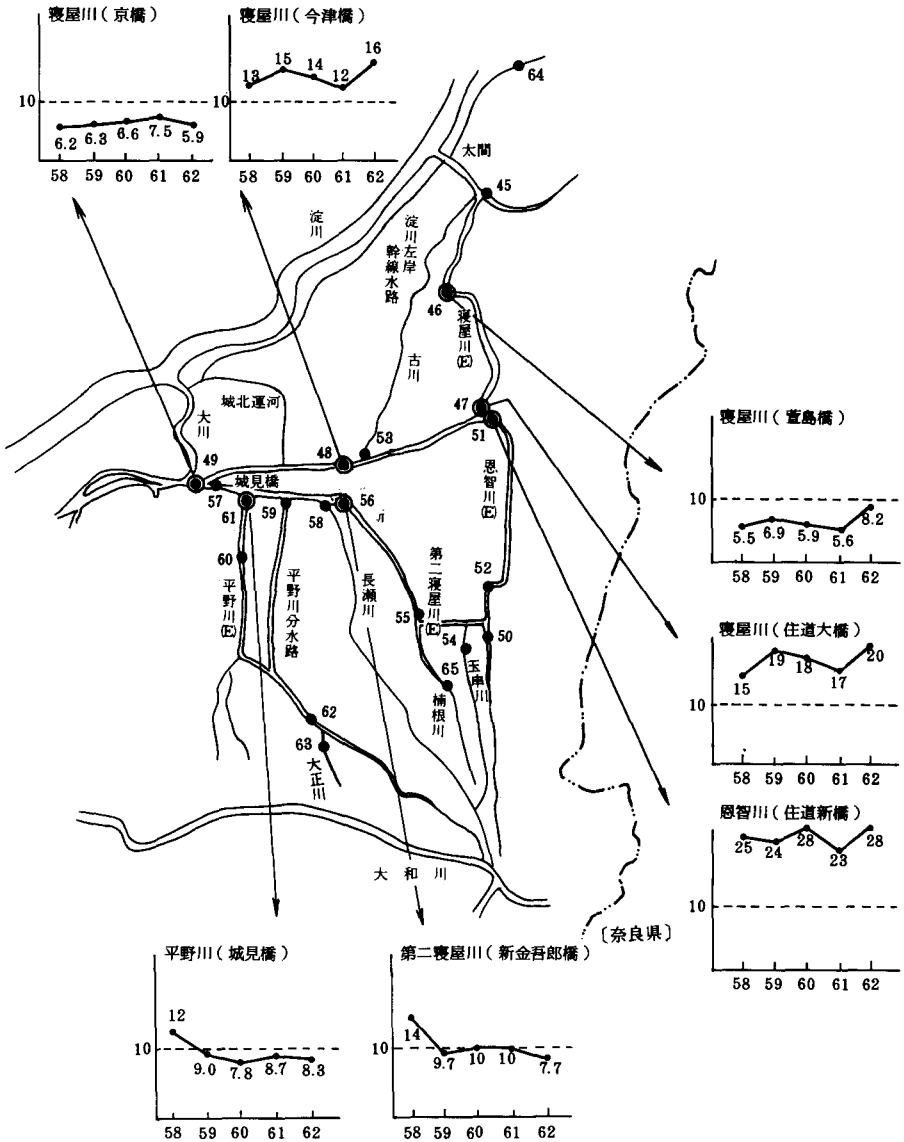 寝屋川(京橋)
10
6.2 6.3 6.6 7.5 5.9
58 59 60 61 62
寝屋川(今津橋)
13 15 14 12 16
10
58 59 60 61 62
64
太間
45
淀川
淀川左岸
幹線水路
46
寝屋川(E)
古川
城北運河
大川
47
51
53
48
49
城見橋
57
61
59
58
56
恩智川(E)
60
52
平野川(E)
平野川分水路
長瀬川
第二寝屋川(E)
55
54
50
65
玉串川
楠根川
62
63
大正川
大和川
〔奈良県〕
寝屋川(萱島橋)
10
5.5 6.9 5.9 5.6 8.2
58 59 60 61 62
寝屋川(住道大橋)
15 19 18 17 20
10
58 59 60 61 62
恩智川(住道新橋)
25 24 28 23 28
10
58 59 60 61 62
平野川(城見橋)
12
10
9.0 7.8 8.7 8.3
58 59 60 61 62
第二寝屋川(新金吾郎橋)
14
10
9.7 10 10 7.7
58 59 60 61 62